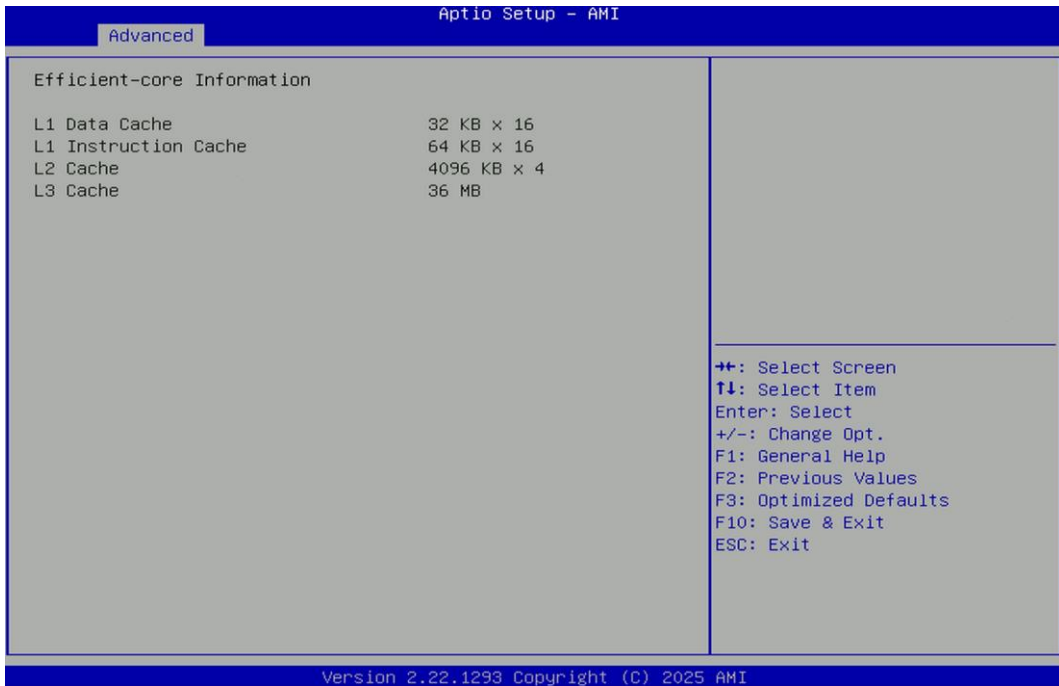 Aptio Setup – AMI
Advanced
Efficient-core Information
L1 Data Cache 32 KB x 16
L1 Instruction Cache 64 KB x 16
L2 Cache 4096 KB x 4
L3 Cache 36 MB
→←: Select Screen
↑↓: Select Item
Enter: Select
+/-: Change Opt.
F1: General Help
F2: Previous Values
F3: Optimized Defaults
F10: Save & Exit
ESC: Exit
Version 2.22.1293 Copyright (C) 2025 AMI